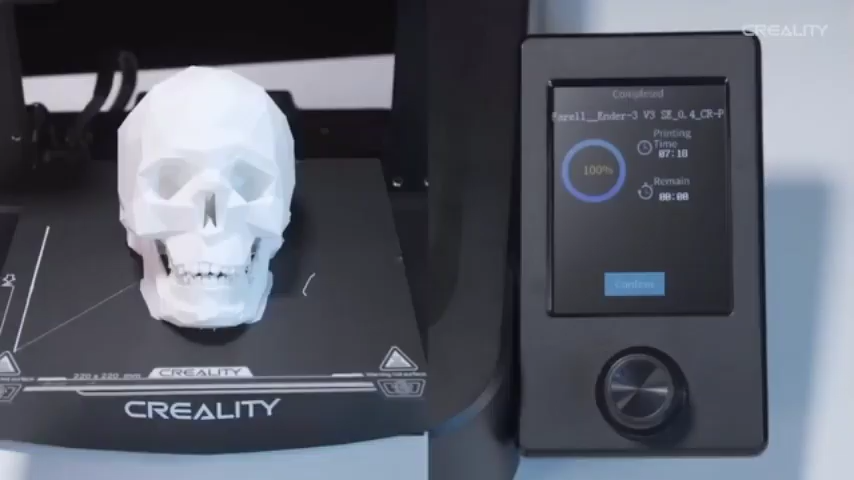 CREALITY
Completed
Farell__Ender-3 V3 SE_0.4_CR-P
Printing
Time
100%
07:18
Remain
00:00
Confirm
220 x 220 mm
CREALITY
CREALITY